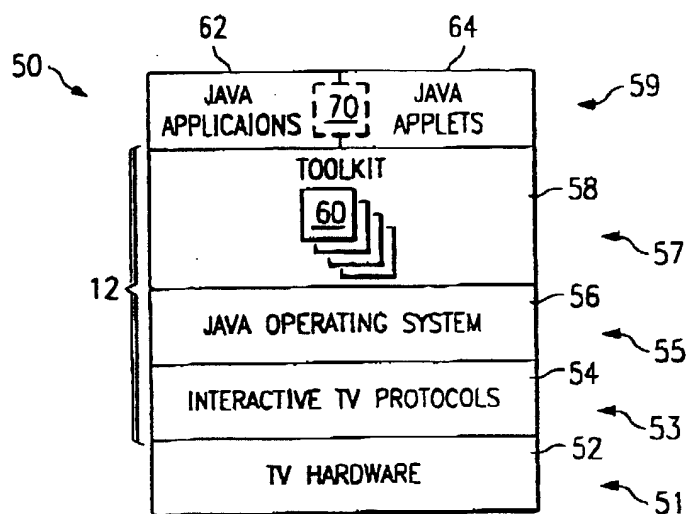 62
64
50
JAVA
APPLICAIONS
70
JAVA
APPLETS
59
TOOLKIT
60
58
57
12
56
JAVA OPERATING SYSTEM
55
54
INTERACTIVE TV PROTOCOLS
53
52
TV HARDWARE
51